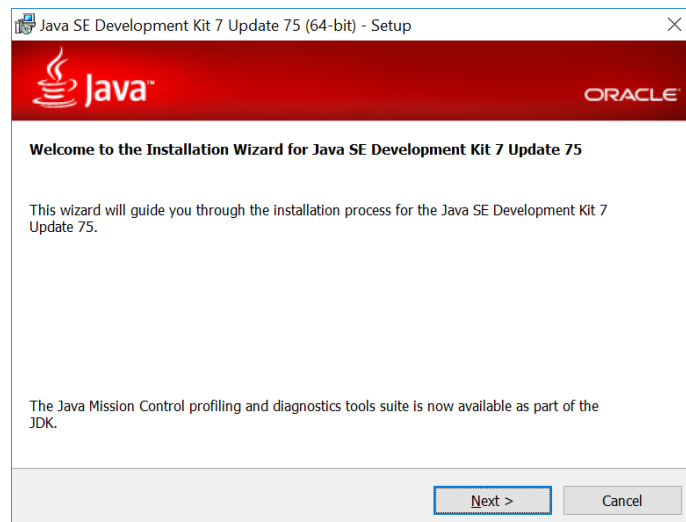 Java SE Development Kit 7 Update 75 (64-bit) - Setup
Java™
ORACLE
Welcome to the Installation Wizard for Java SE Development Kit 7 Update 75
This wizard will guide you through the installation process for the Java SE Development Kit 7
Update 75.
The Java Mission Control profiling and diagnostics tools suite is now available as part of the
JDK.
Next >
Cancel